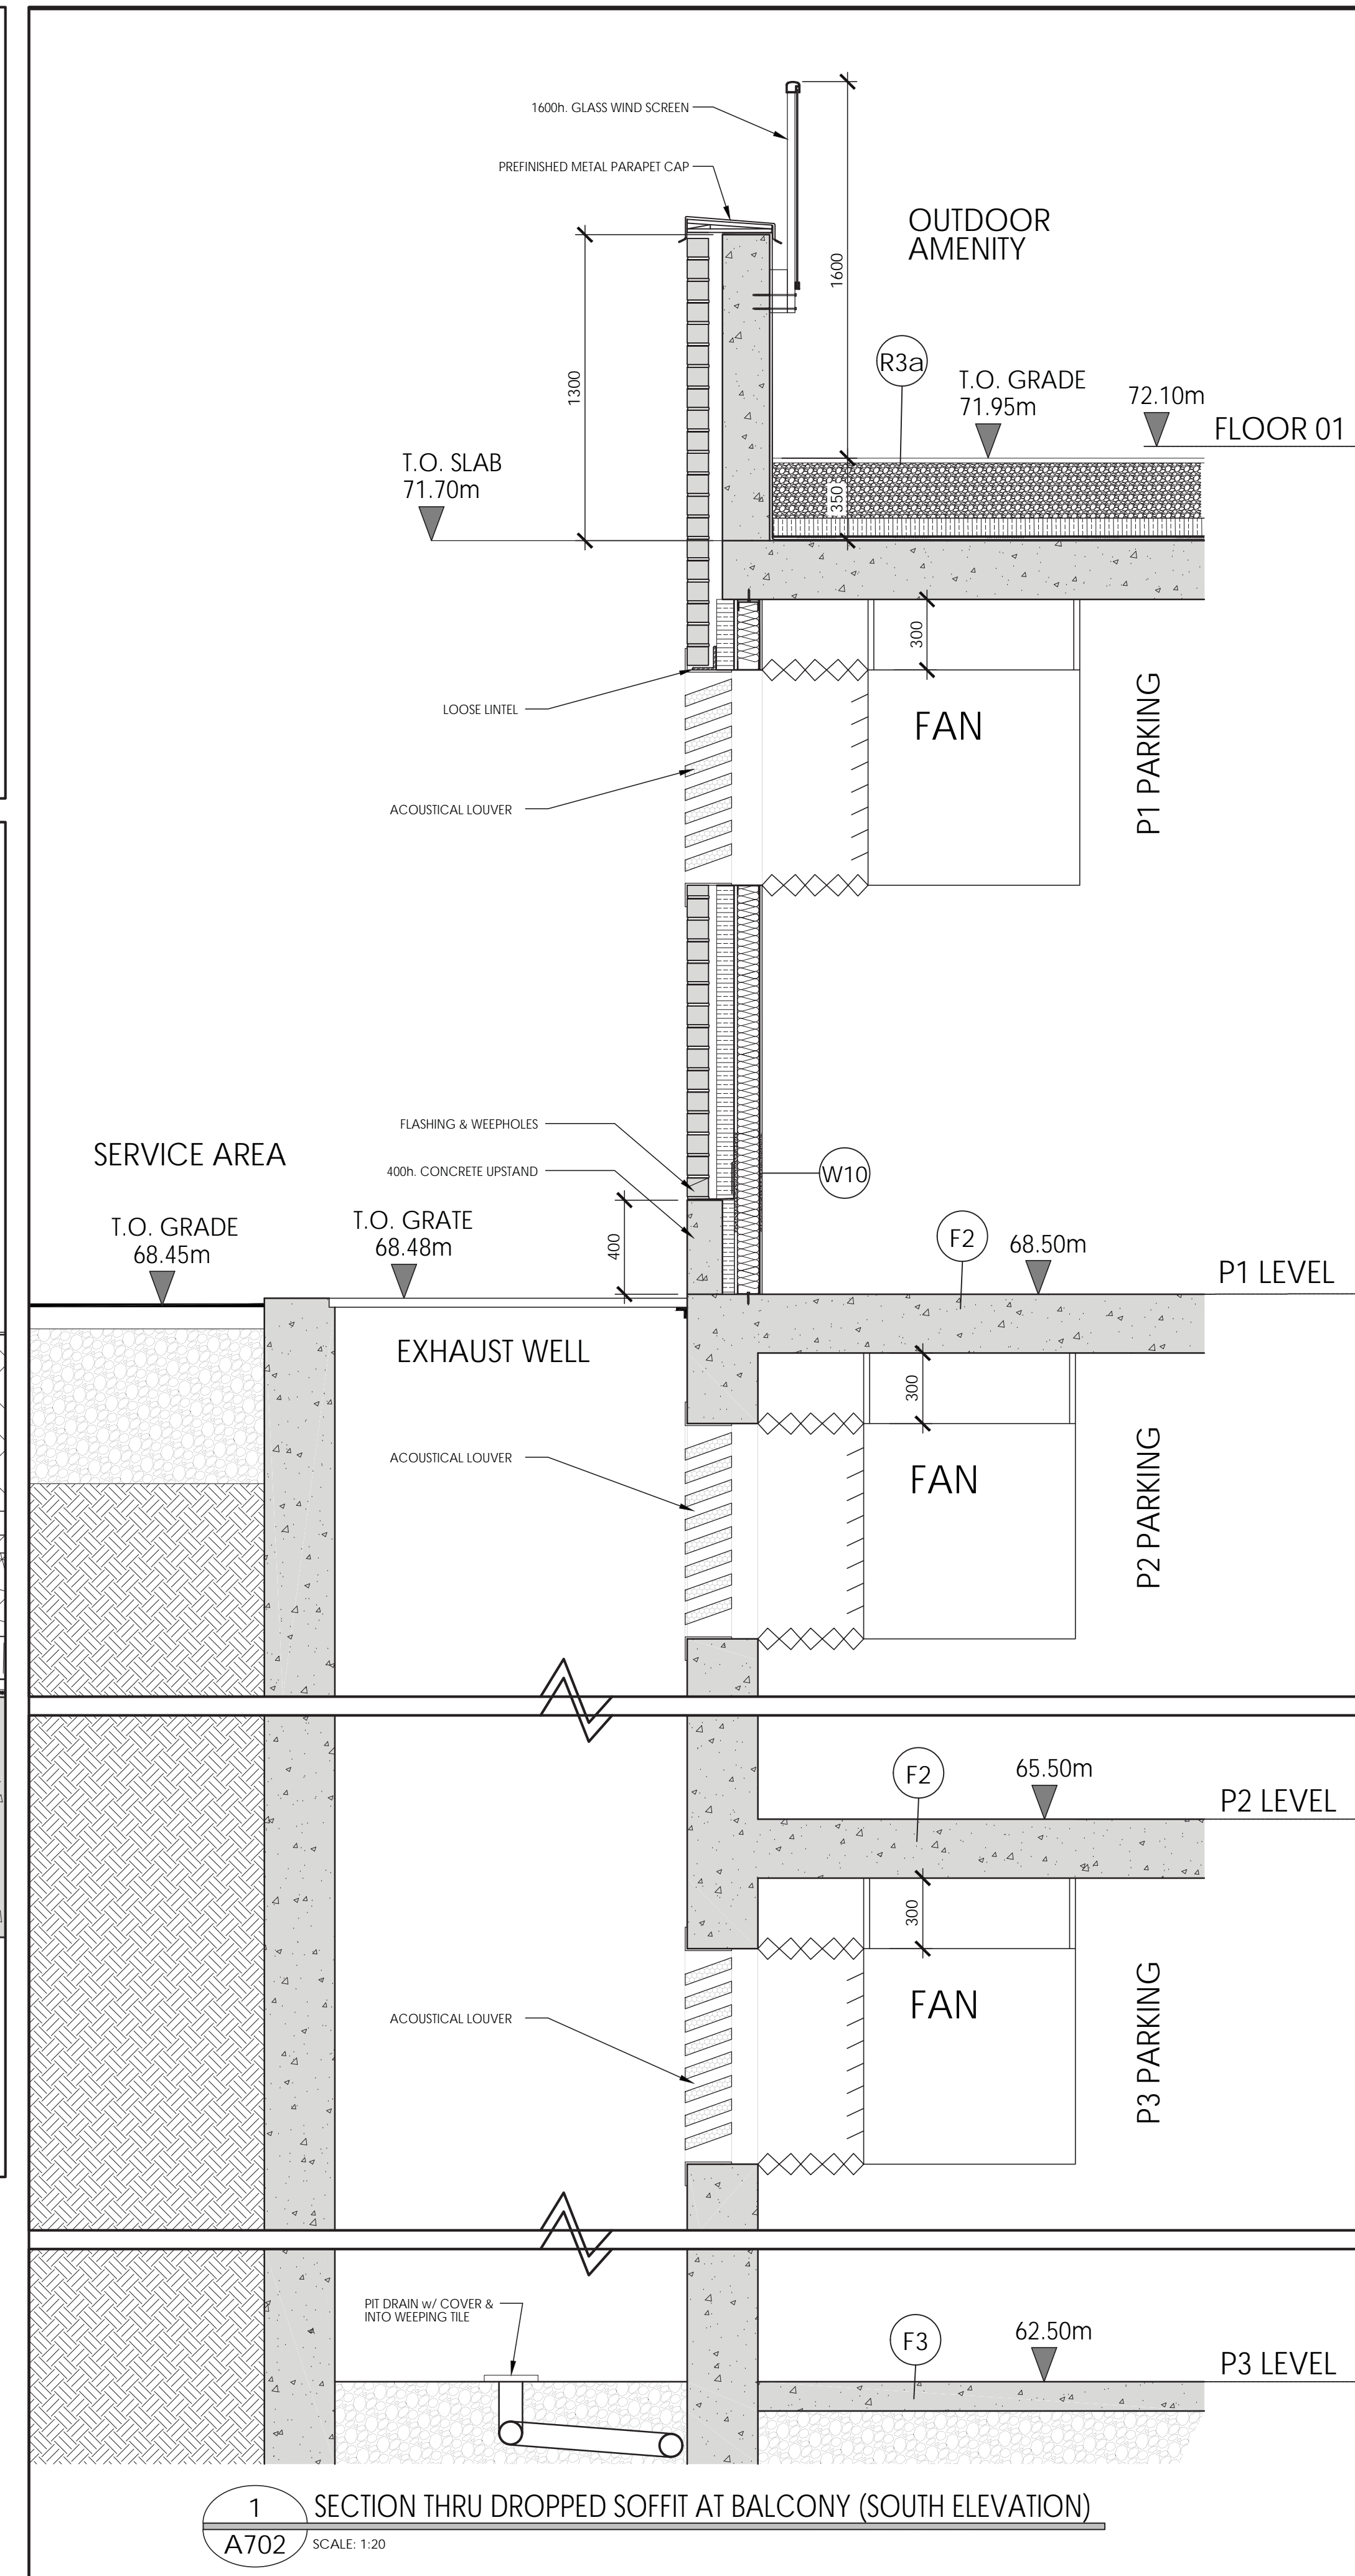 1600h. GLASS WIND SCREEN
PREFINISHED METAL PARAPET CAP
OUTDOOR
AMENITY
1600
1300
R3a
T.O. GRADE
71.95m
72.10m
FLOOR 01
T.O. SLAB
71.70m
350
300
LOOSE LINTEL
FAN
P1 PARKING
ACOUSTICAL LOUVER
FLASHING & WEEPHOLES
SERVICE AREA
400h. CONCRETE UPSTAND
W10
T.O. GRADE
68.45m
T.O. GRATE
68.48m
400
F2
68.50m
P1 LEVEL
EXHAUST WELL
300
ACOUSTICAL LOUVER
FAN
P2 PARKING
F2
65.50m
P2 LEVEL
300
FAN
ACOUSTICAL LOUVER
P3 PARKING
PIT DRAIN w/ COVER &
INTO WEEPING TILE
F3
62.50m
P3 LEVEL
1
SECTION THRU DROPPED SOFFIT AT BALCONY (SOUTH ELEVATION)
A702
SCALE: 1:20